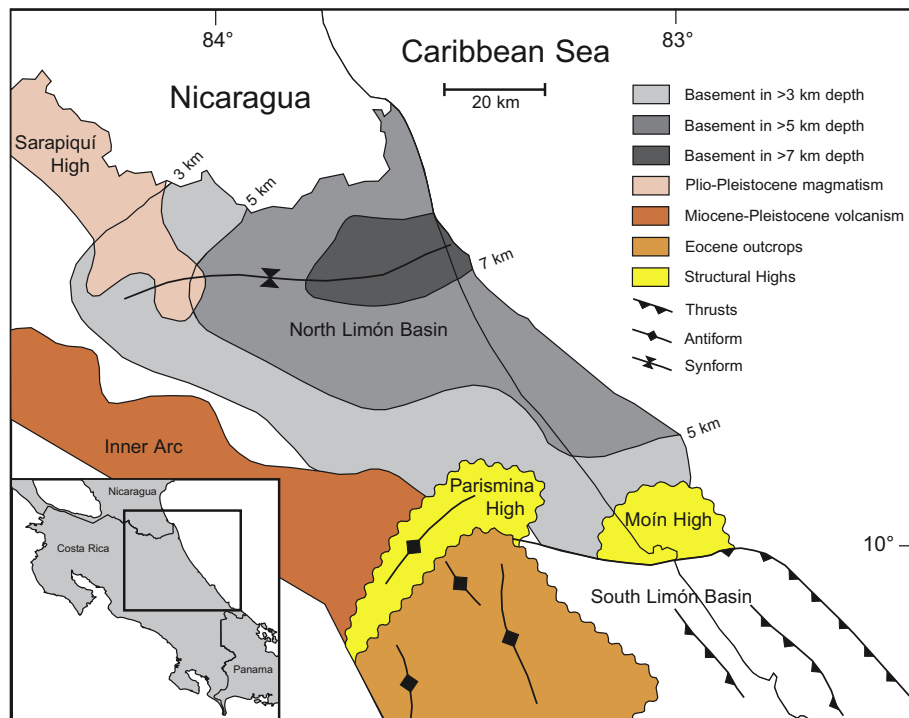 84°
83°
Caribbean Sea
Nicaragua
20 km
Sarapiquí
High
3 km
5 km
7 km
North Limón Basin
5 km
Inner Arc
Parismina
High
Moín High
10°
South Limón Basin
Basement in >3 km depth
Basement in >5 km depth
Basement in >7 km depth
Plio-Pleistocene magmatism
Miocene-Pleistocene volcanism
Eocene outcrops
Structural Highs
Thrusts
Antiform
Synform
Nicaragua
Costa Rica
Panama